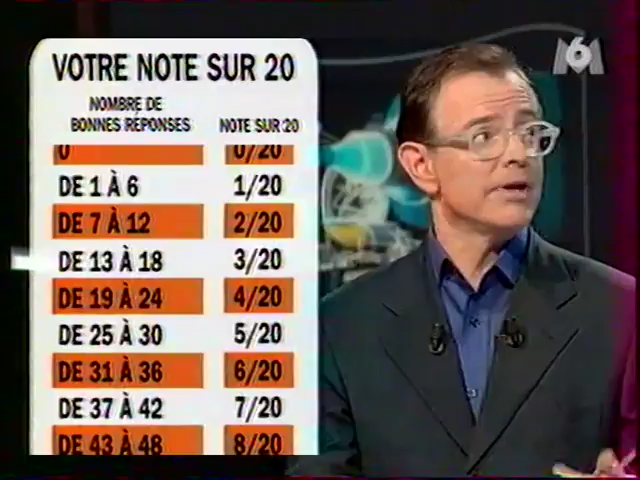 VOTRE NOTE SUR 20
NOMBRE DE
BONNES RÉPONSES NOTE SUR 20
0 0/20
DE 1 À 6 1/20
DE 7 À 12 2/20
DE 13 À 18 3/20
DE 19 À 24 4/20
DE 25 À 30 5/20
DE 31 À 36 6/20
DE 37 À 42 7/20
DE 43 À 48 8/20
M6